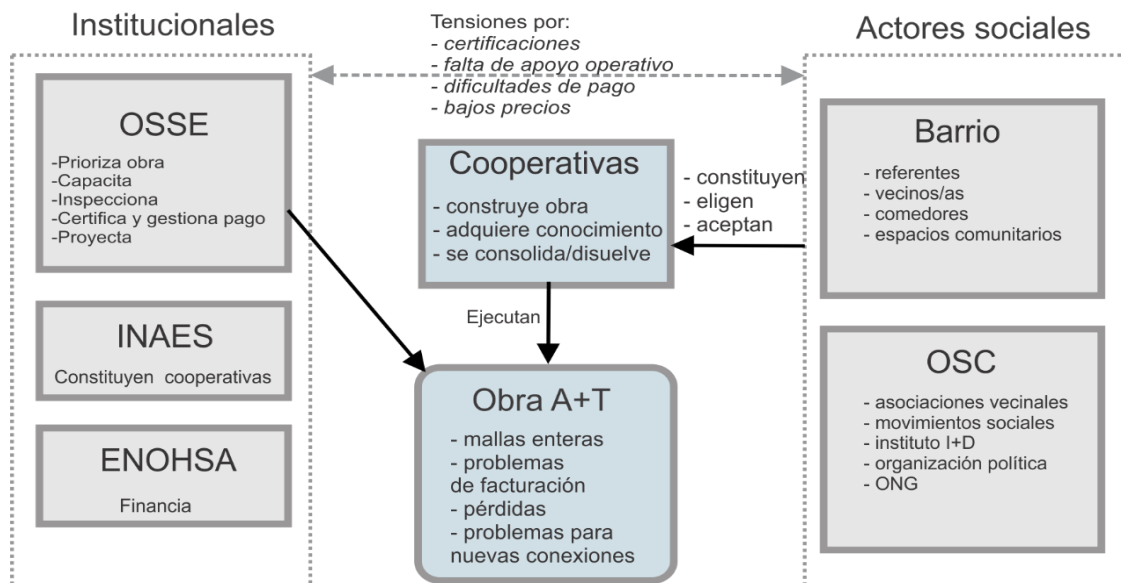 Institucionales
OSSE
-Prioriza obra
-Capacita
-Inspecciona
-Certifica y gestiona pago
-Proyecta
INAES
Constituyen cooperativas
ENOHSA
Financia
Tensiones por:
- certificaciones
- falta de apoyo operativo
- dificultades de pago
- bajos precios
Cooperativas
- construye obra
- adquiere conocimiento
- se consolida/disuelve
- constituyen
- eligen
- aceptan
Ejecutan
Obra A+T
- mallas enteras
- problemas
de facturación
- pérdidas
- problemas para
nuevas conexiones
Actores sociales
Barrio
- referentes
- vecinos/as
- comedores
- espacios comunitarios
OSC
- asociaciones vecinales
- movimientos sociales
- instituto I+D
- organización política
- ONG